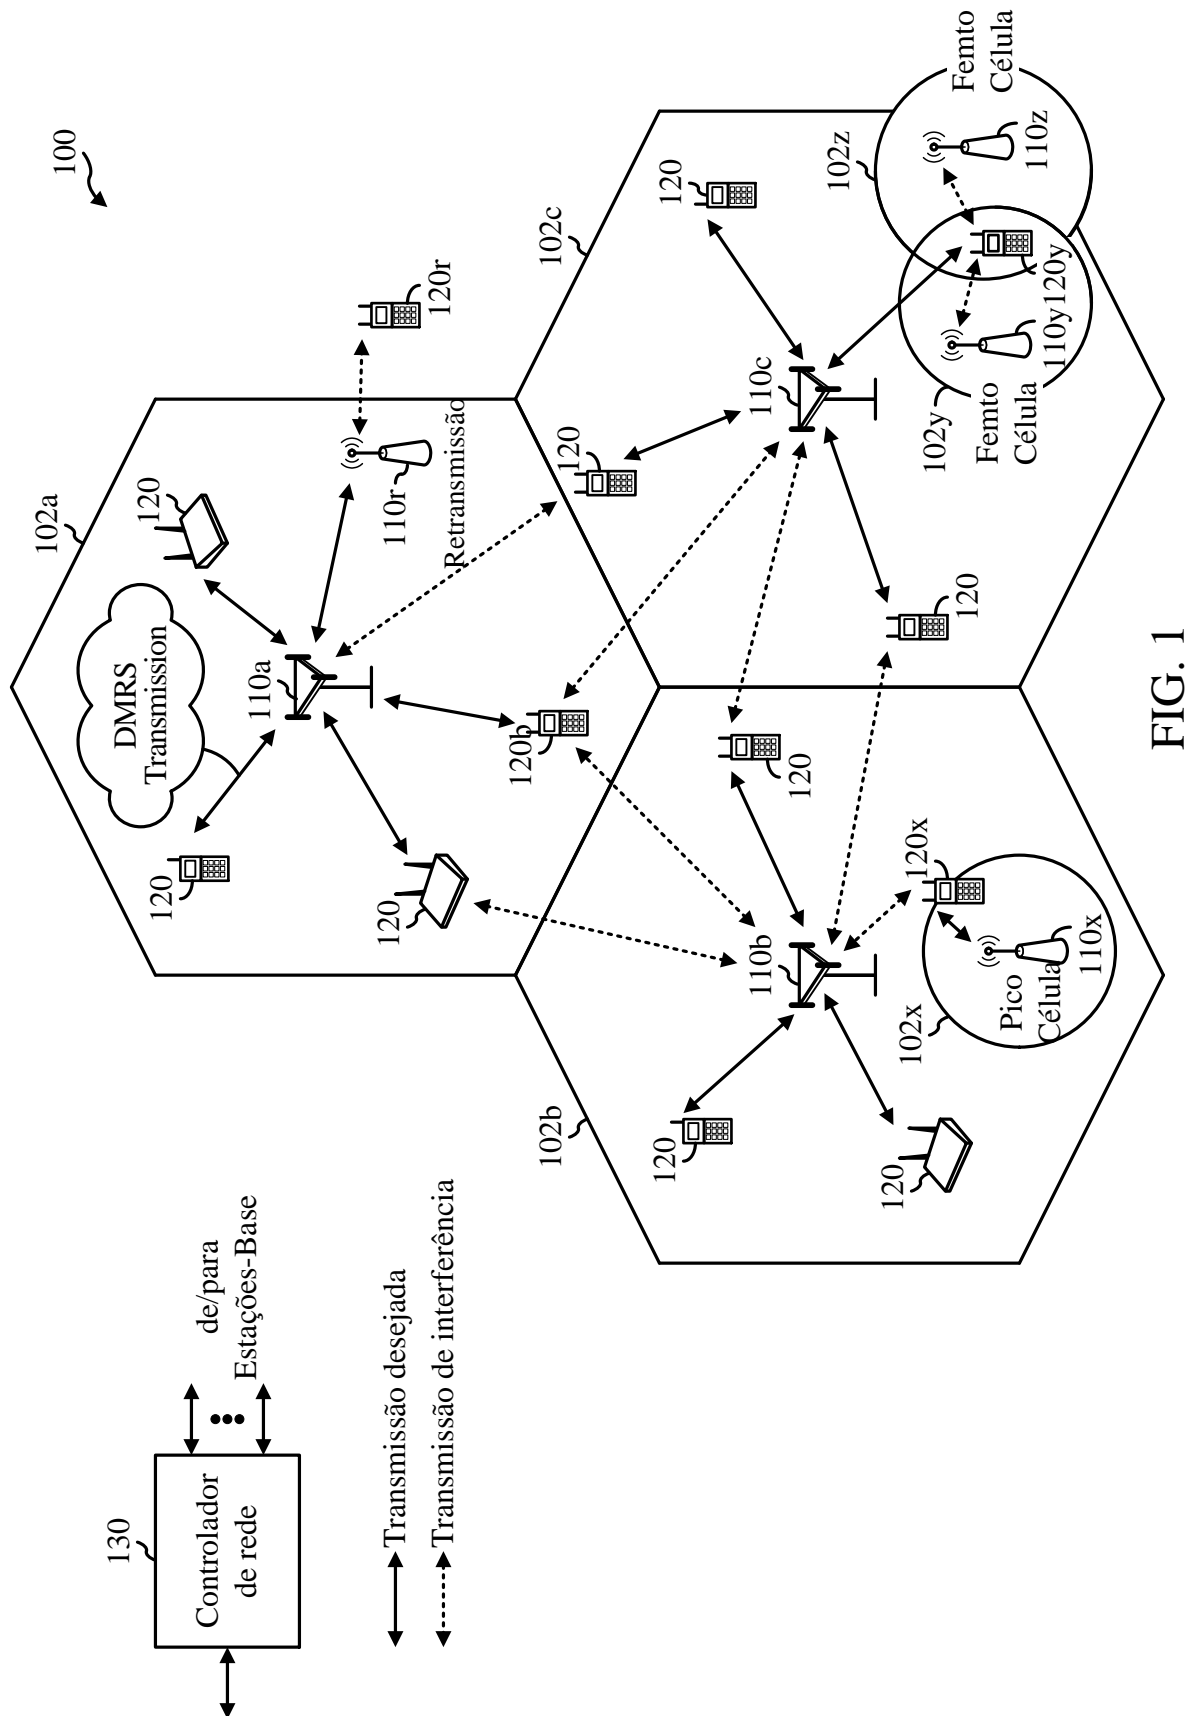 130
Controlador
de rede
de/para
Estações-Base
Transmissão desejada
Transmissão de interferência
100
102a
120
DMRS
Transmission
120
110a
120
110r
Retransmissão
120r
120b
102b
120
110b
120
120
102x
Pico
Célula
110x
120x
102c
120
110c
120
120
102y
Femto
Célula
110y
120y
102z
110z
Femto
Célula
FIG. 1